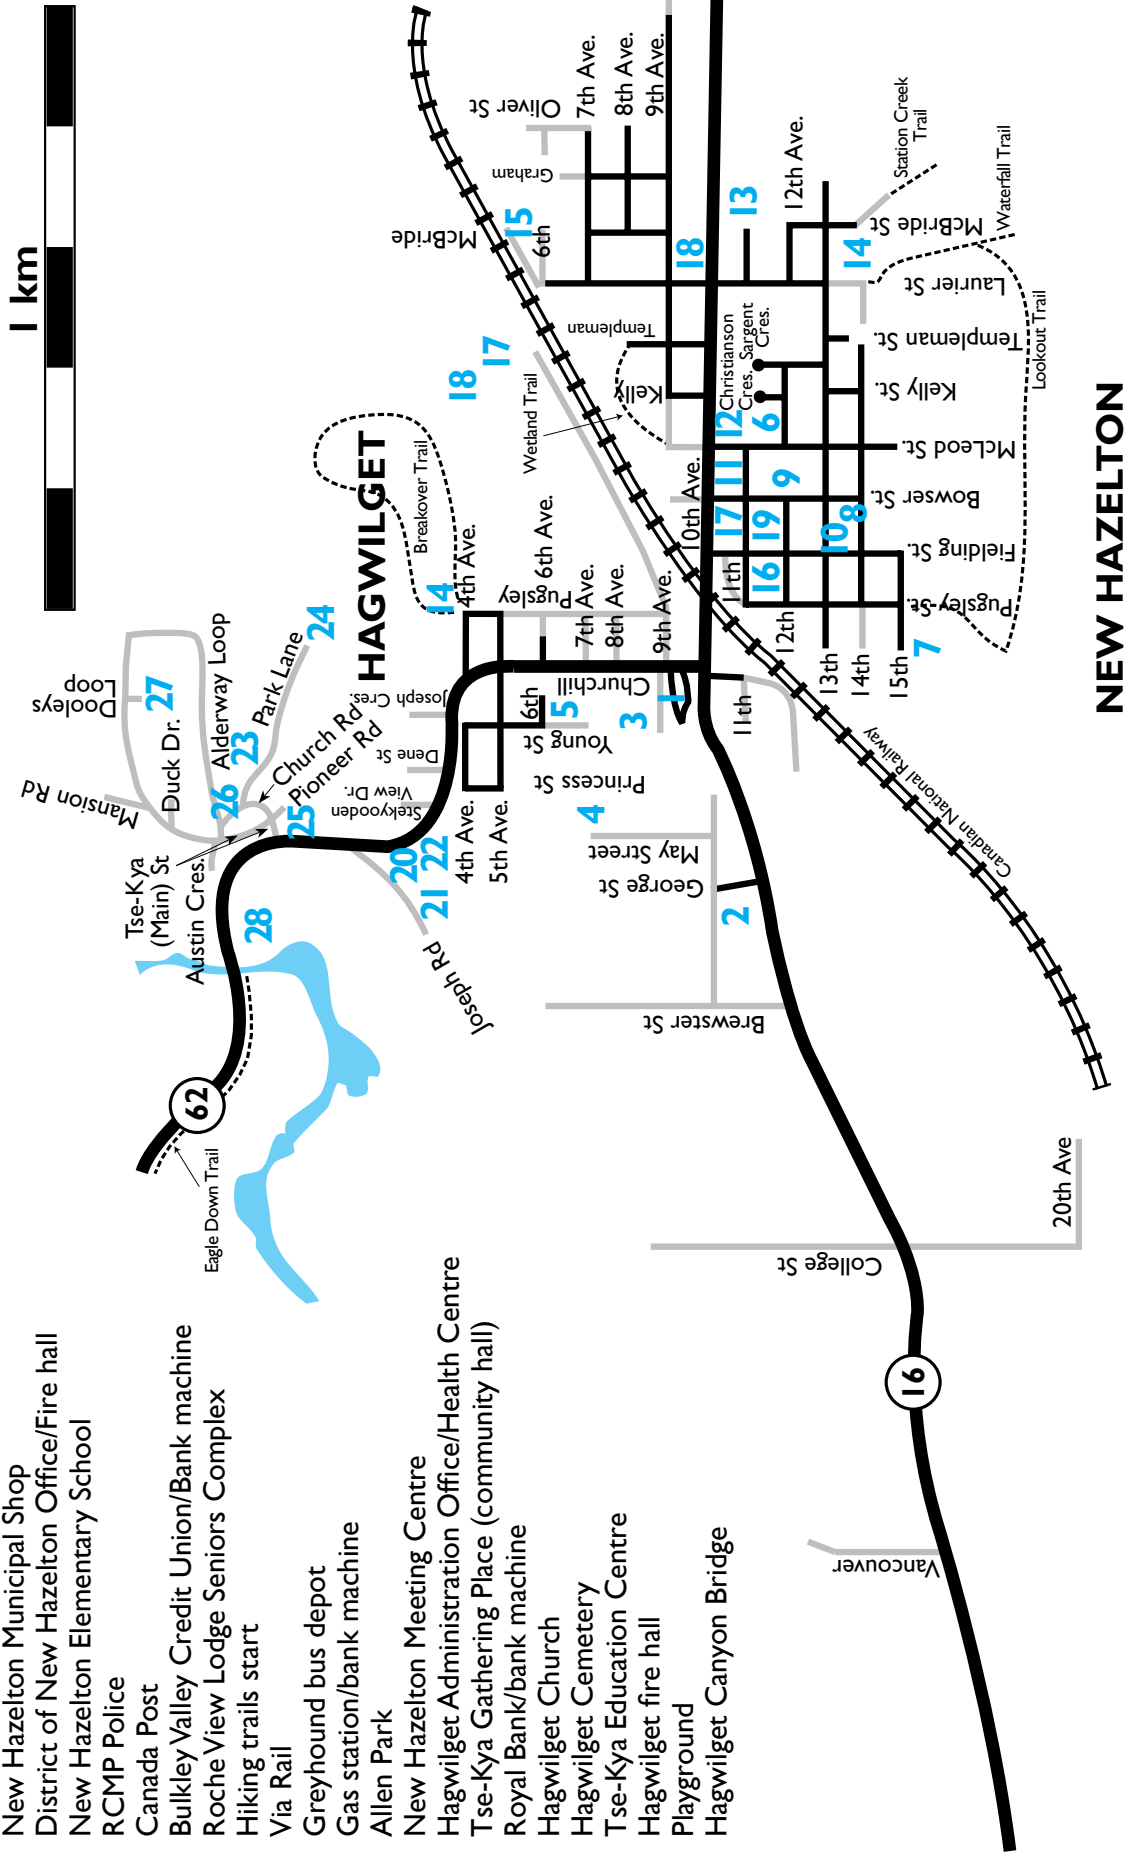 1 km
New Hazelton Municipal Shop
District of New Hazelton Office/Fire hall
New Hazelton Elementary School
RCMP Police
Canada Post
Bulkley Valley Credit Union/Bank machine
Roche View Lodge Seniors Complex
Hiking trails start
Via Rail
Greyhound bus depot
Gas station/bank machine
Allen Park
New Hazelton Meeting Centre
Hagwilget Administration Office/Health Centre
Tse-Kya Gathering Place (community hall)
Royal Bank/bank machine
Hagwilget Church
Hagwilget Cemetery
Tse-Kya Education Centre
Hagwilget fire hall
Playground
Hagwilget Canyon Bridge
Eagle Down Trail
62
Tse-Kya
(Main) St
Austin Cres.
28
Mansion Rd
Dooleys
Loop
27
Duck Dr.
Alderway Loop
26
23
Park Lane
24
Church Rd
Pioneer Rd
25
HAGWILGET
Joseph Cres.
Dene St
Stekyooden
View Dr.
20
21
22
Joseph Rd
Breakover Trail
14
4th Ave.
4th Ave.
5th Ave.
18
17
Wetland Trail
6th Ave.
Pugsley
7th Ave.
8th Ave.
9th Ave.
10th Ave.
6th
5
Young St
3
Churchill
1
Princess St
4
May Street
George St
2
Brewster St
College St
20th Ave
16
Vancouver
McBride
15
6th
Graham
Oliver St
7th Ave.
8th Ave.
9th Ave.
Templeman
Kelly
18
13
12th Ave.
Station Creek
Trail
McBride St
14
Waterfall Trail
Laurier St
Lookout Trail
Templeman St.
Christianson
Cres.
Sargent
Cres.
12
6
Kelly St.
McLeod St.
11
9
Bowser St.
17
19
10
8
Fielding St.
16
11th
Pugsley St.
12th
13th
14th
15th
7
11th
Canadian National Railway
NEW HAZELTON